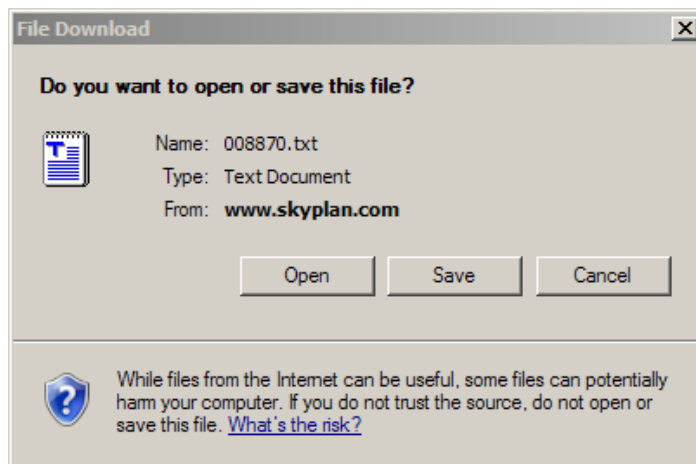 File Download
Do you want to open or save this file?
Name: 008870.txt
Type: Text Document
From: www.skyplan.com
Open Save Cancel
While files from the Internet can be useful, some files can potentially
harm your computer. If you do not trust the source, do not open or
save this file. What's the risk?